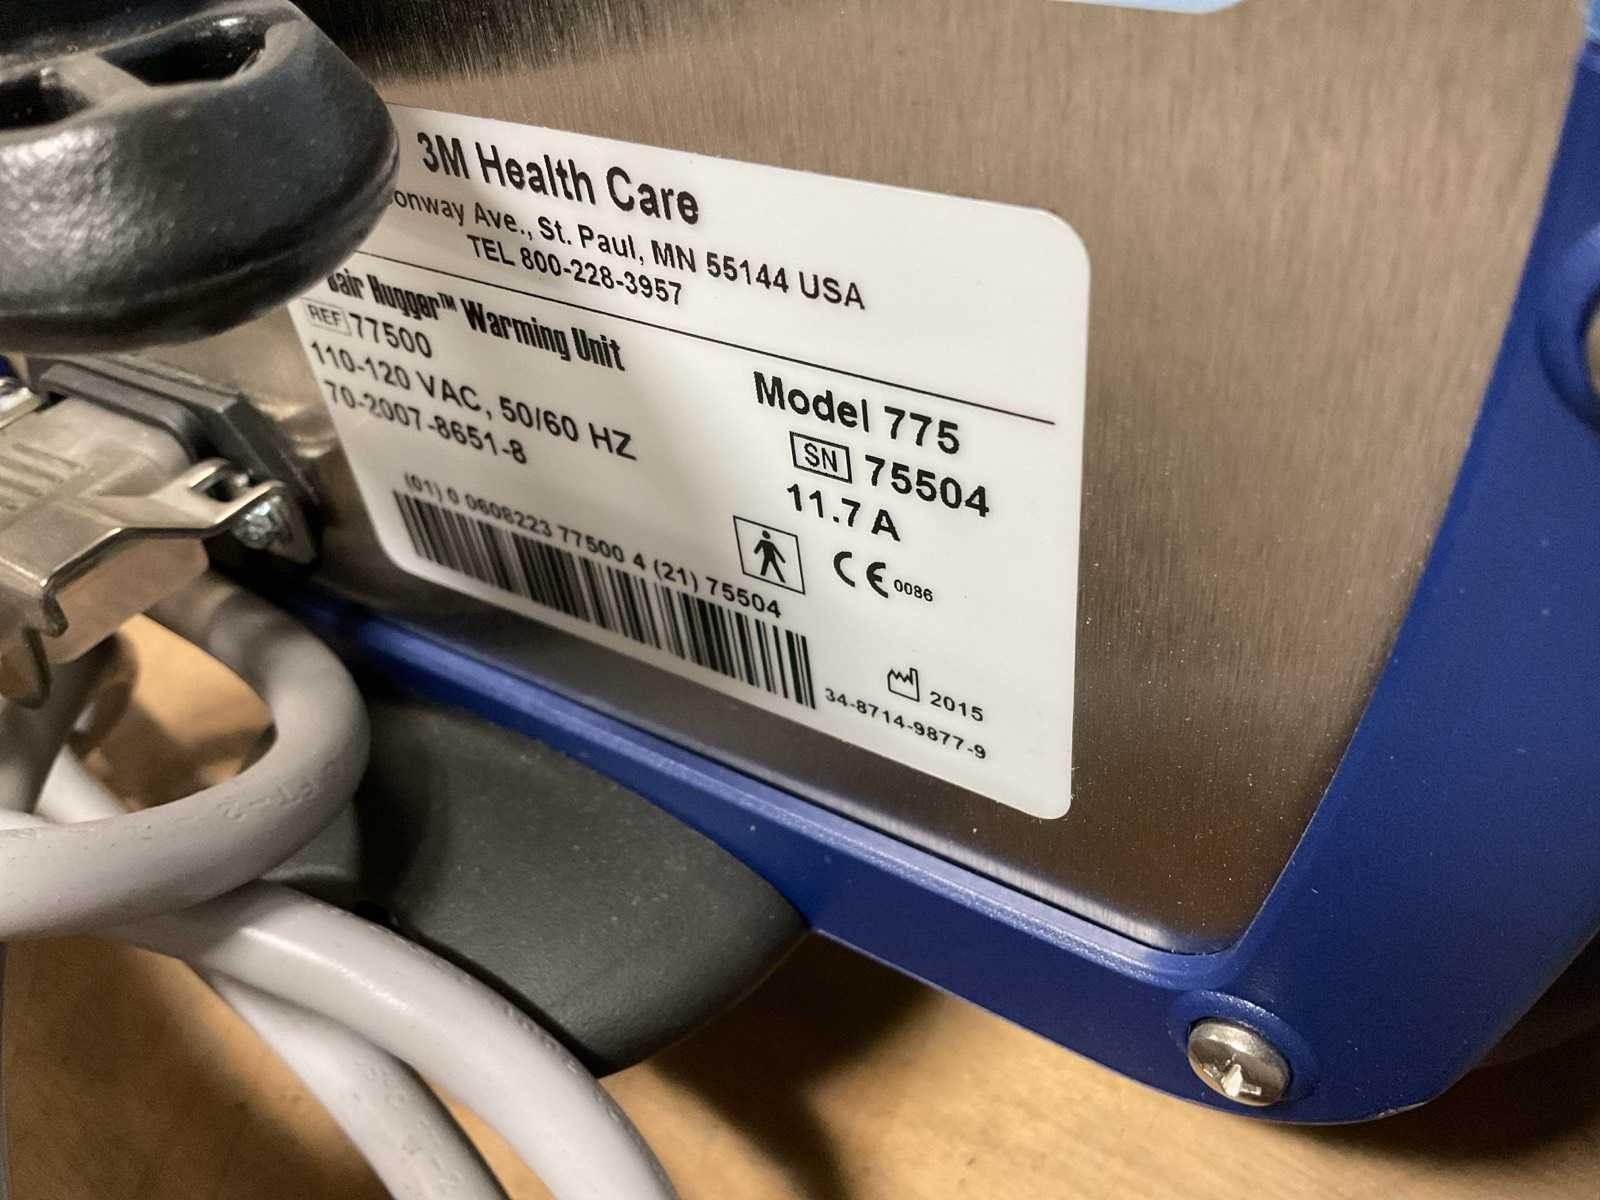 3M Health Care
onway Ave., St. Paul, MN 55144 USA
TEL 800-228-3957
Bair Hugger™ Warming Unit
REF 77500
110-120 VAC, 50/60 HZ
70-2007-8651-8
Model 775
SN 75504
11.7 A
CE 0086
(01) 0 0608223 77500 4 (21) 75504
2015
34-8714-9877-9